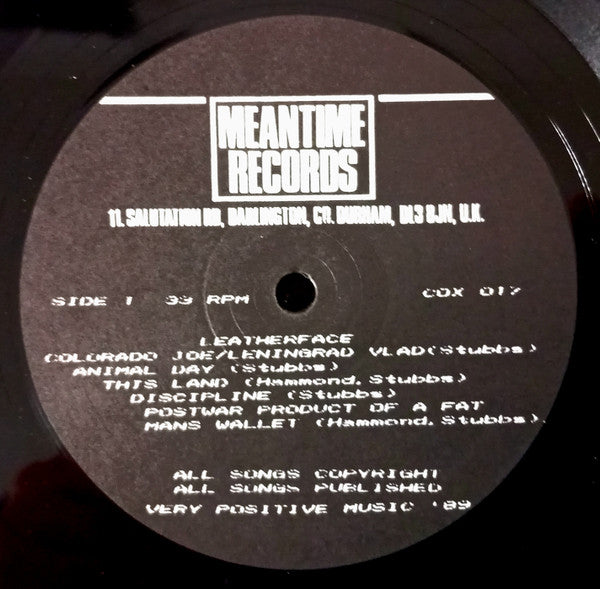 MEANTIME
RECORDS
11, SALUTATION RD, DARLINGTON, CO. DURHAM, DL3 8JN, U.K.
SIDE 1 33 RPM COX 017
LEATHERFACE
COLORADO JOE/LENINGRAD VLAD(Stubbs)
ANIMAL DAY (Stubbs)
THIS LAND (Hammond.Stubbs)
DISCIPLINE (Stubbs)
POSTWAR PRODUCT OF A FAT
MANS WALLET (Hammond.Stubbs)
ALL SONGS COPYRIGHT
ALL SONGS PUBLISHED
VERY POSITIVE MUSIC '89